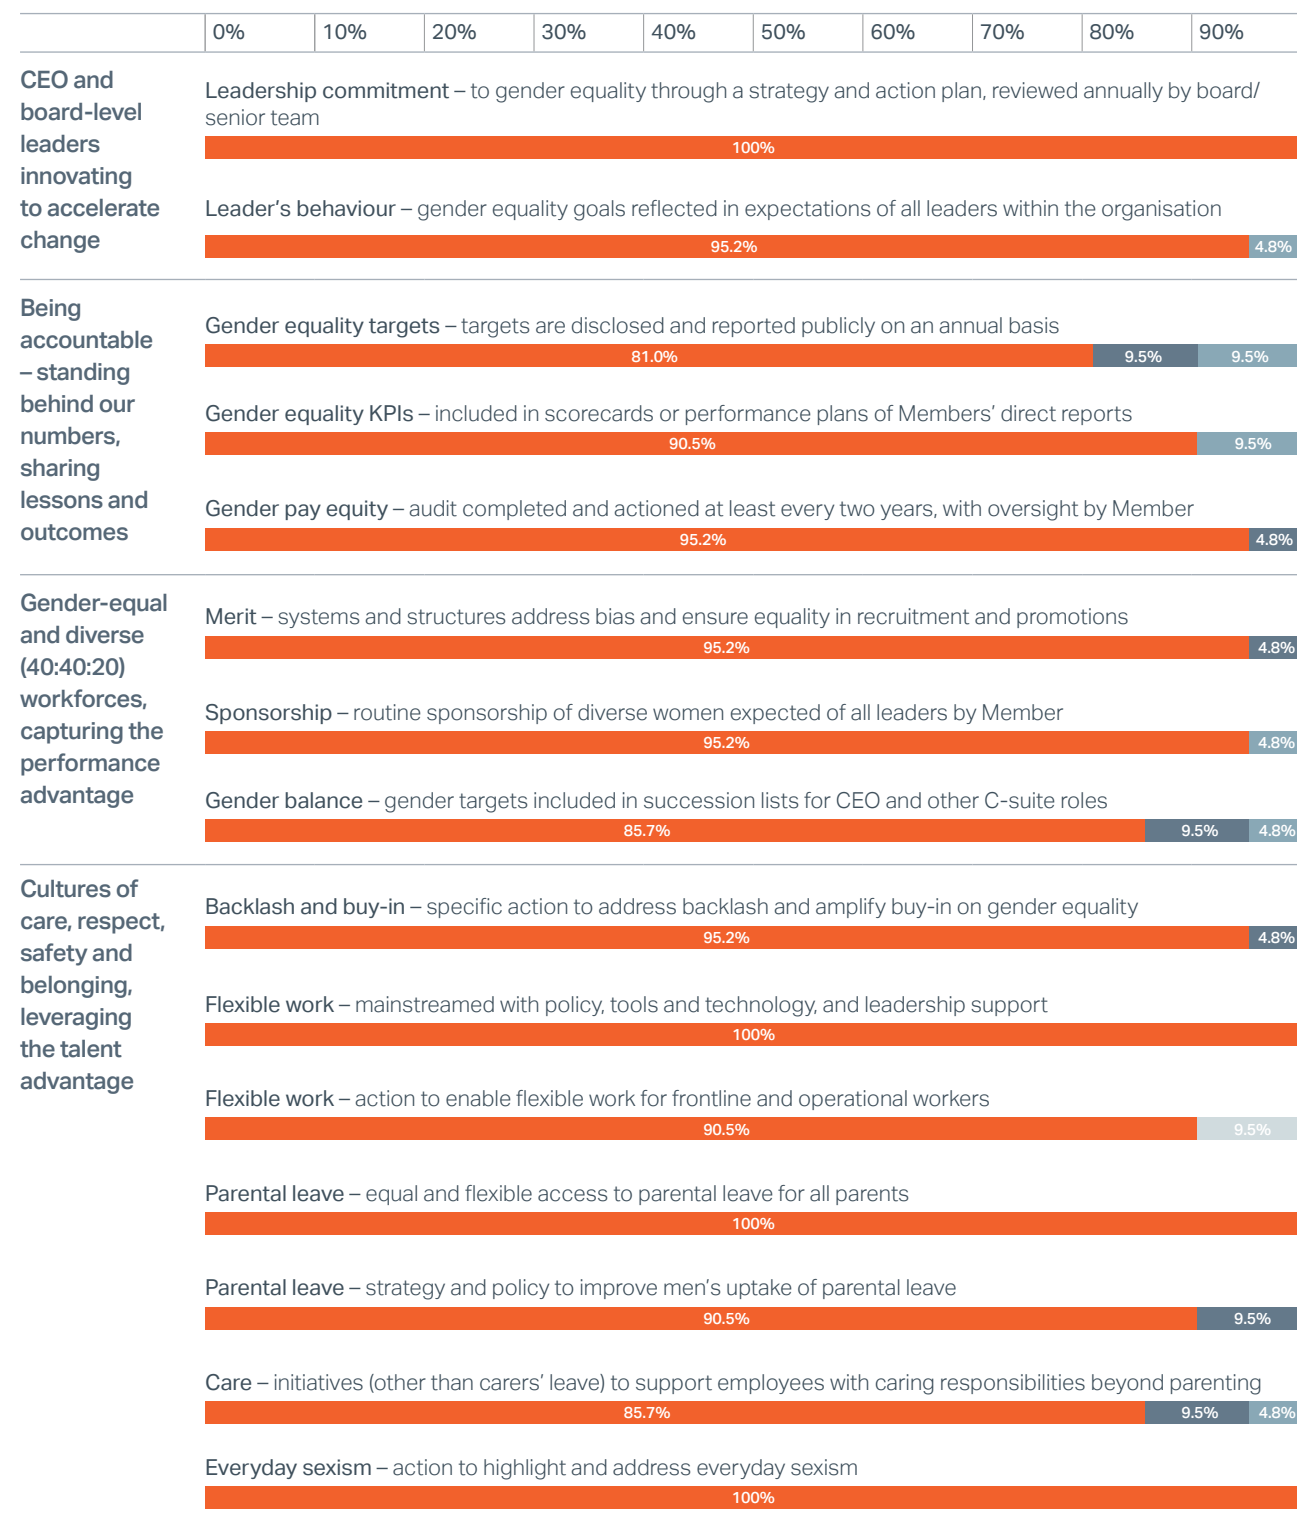 0% 10% 20% 30% 40% 50% 60% 70% 80% 90%
CEO and
board-level
leaders
innovating
to accelerate
change
Leadership commitment – to gender equality through a strategy and action plan, reviewed annually by board/
senior team
100%
Leader’s behaviour – gender equality goals reflected in expectations of all leaders within the organisation
95.2% 4.8%
Being
accountable
– standing
behind our
numbers,
sharing
lessons and
outcomes
Gender equality targets – targets are disclosed and reported publicly on an annual basis
81.0% 9.5% 9.5%
Gender equality KPIs – included in scorecards or performance plans of Members’ direct reports
90.5% 9.5%
Gender pay equity – audit completed and actioned at least every two years, with oversight by Member
95.2% 4.8%
Gender-equal
and diverse
(40:40:20)
workforces,
capturing the
performance
advantage
Merit – systems and structures address bias and ensure equality in recruitment and promotions
95.2% 4.8%
Sponsorship – routine sponsorship of diverse women expected of all leaders by Member
95.2% 4.8%
Gender balance – gender targets included in succession lists for CEO and other C-suite roles
85.7% 9.5% 4.8%
Cultures of
care, respect,
safety and
belonging,
leveraging
the talent
advantage
Backlash and buy-in – specific action to address backlash and amplify buy-in on gender equality
95.2% 4.8%
Flexible work – mainstreamed with policy, tools and technology, and leadership support
100%
Flexible work – action to enable flexible work for frontline and operational workers
90.5% 9.5%
Parental leave – equal and flexible access to parental leave for all parents
100%
Parental leave – strategy and policy to improve men’s uptake of parental leave
90.5% 9.5%
Care – initiatives (other than carers’ leave) to support employees with caring responsibilities beyond parenting
85.7% 9.5% 4.8%
Everyday sexism – action to highlight and address everyday sexism
100%